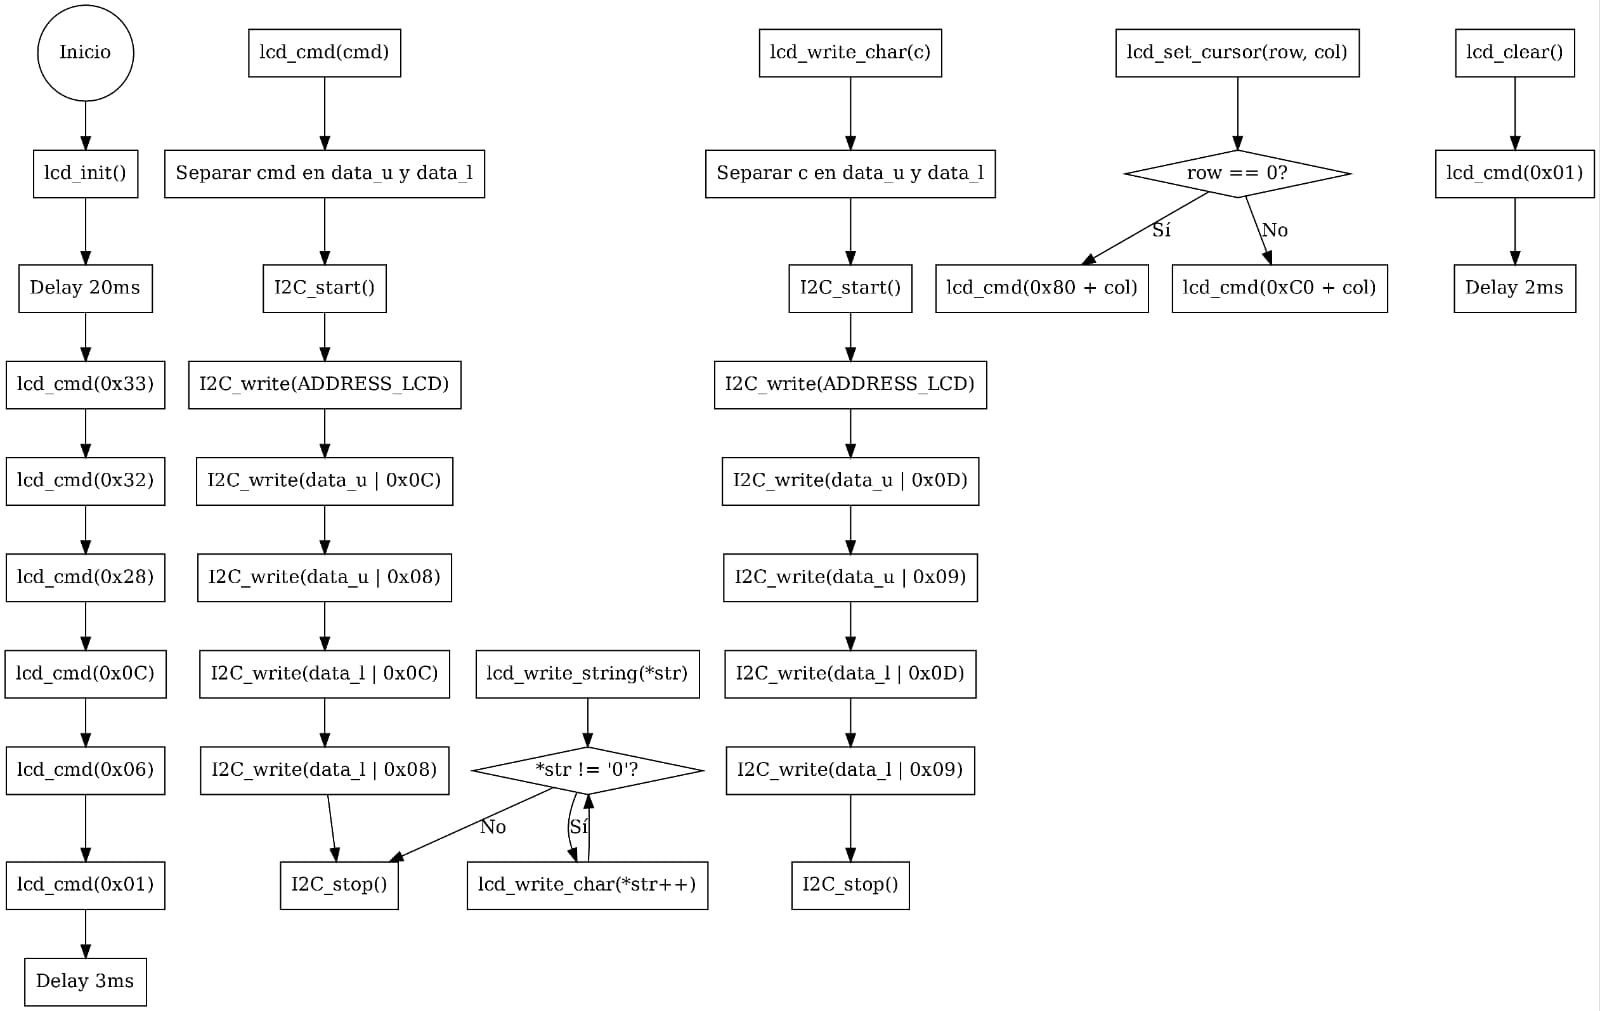 Inicio
lcd_init()
Delay 20ms
lcd_cmd(0x33)
lcd_cmd(0x32)
lcd_cmd(0x28)
lcd_cmd(0x0C)
lcd_cmd(0x06)
lcd_cmd(0x01)
Delay 3ms
lcd_cmd(cmd)
Separar cmd en data_u y data_l
I2C_start()
I2C_write(ADDRESS_LCD)
I2C_write(data_u | 0x0C)
I2C_write(data_u | 0x08)
I2C_write(data_l | 0x0C)
I2C_write(data_l | 0x08)
I2C_stop()
lcd_write_string(*str)
*str != '0'?
No
Sí
lcd_write_char(*str++)
lcd_write_char(c)
Separar c en data_u y data_l
I2C_start()
I2C_write(ADDRESS_LCD)
I2C_write(data_u | 0x0D)
I2C_write(data_u | 0x09)
I2C_write(data_l | 0x0D)
I2C_write(data_l | 0x09)
I2C_stop()
lcd_set_cursor(row, col)
row == 0?
Sí
No
lcd_cmd(0x80 + col)
lcd_cmd(0xC0 + col)
lcd_clear()
lcd_cmd(0x01)
Delay 2ms